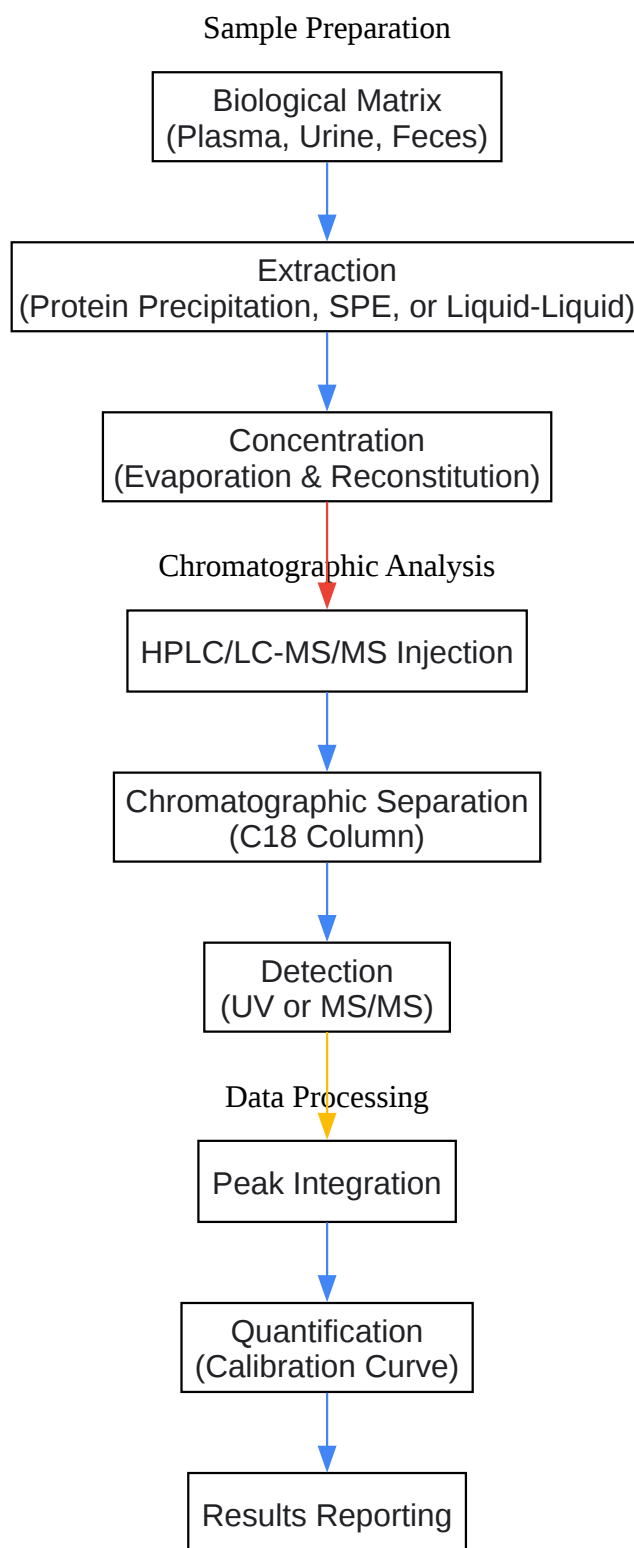 Sample Preparation
Biological Matrix
(Plasma, Urine, Feces)
Extraction
(Protein Precipitation, SPE, or Liquid-Liquid)
Concentration
(Evaporation & Reconstitution)
Chromatographic Analysis
HPLC/LC-MS/MS Injection
Chromatographic Separation
(C18 Column)
Detection
(UV or MS/MS)
Data Processing
Peak Integration
Quantification
(Calibration Curve)
Results Reporting